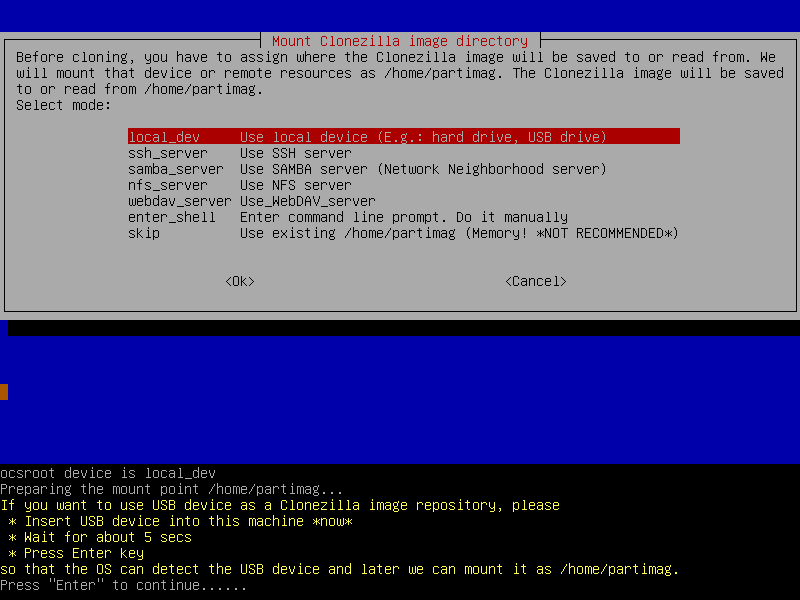 Mount Clonezilla image directory
Before cloning, you have to assign where the Clonezilla image will be saved to or read from. We
will mount that device or remote resources as /home/partimag. The Clonezilla image will be saved
to or read from /home/partimag.
Select mode:
local_dev Use local device (E.g.: hard drive, USB drive)
ssh_server Use SSH server
samba_server Use SAMBA server (Network Neighborhood server)
nfs_server Use NFS server
webdav_server Use_WebDAV_server
enter_shell Enter command line prompt. Do it manually
skip Use existing /home/partimag (Memory! *NOT RECOMMENDED*)
<Ok> <Cancel>
ocsroot device is local_dev
Preparing the mount point /home/partimag...
If you want to use USB device as a Clonezilla image repository, please
* Insert USB device into this machine *now*
* Wait for about 5 secs
* Press Enter key
so that the OS can detect the USB device and later we can mount it as /home/partimag.
Press "Enter" to continue......